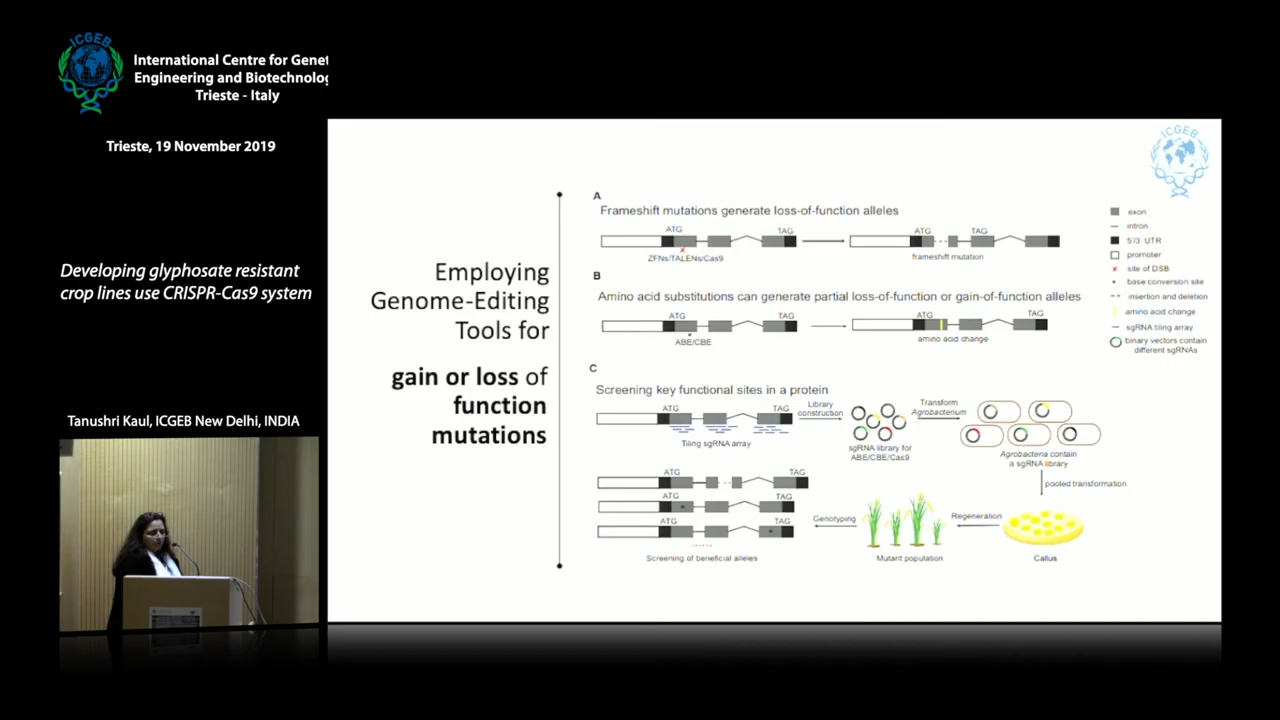 ICGEB
International Centre for Genet
Engineering and Biotechnolog
Trieste - Italy
Trieste, 19 November 2019
Developing glyphosate resistant
crop lines use CRISPR-Cas9 system
Tanushri Kaul, ICGEB New Delhi, INDIA
ICGEB
Employing
Genome-Editing
Tools for
gain or loss of
function
mutations
A
Frameshift mutations generate loss-of-function alleles
ATG TAG ATG TAG
ZFNs/TALENs/Cas9 frameshift mutation
B
Amino acid substitutions can generate partial loss-of-function or gain-of-function alleles
ATG TAG ATG TAG
ABE/CBE amino acid change
C
Screening key functional sites in a protein
ATG TAG
Tiling sgRNA array
Library
construction
sgRNA library for
ABE/CBE/Cas9
Transform
Agrobacterium
Agrobacteria contain
a sgRNA library
pooled transformation
Callus
Regeneration
Mutant population
Genotyping
ATG TAG
ATG TAG
ATG TAG
Screening of beneficial alleles
exon
intron
5'/3' UTR
promoter
site of DSB
base conversion site
insertion and deletion
amino acid change
sgRNA tiling array
binary vectors contain
different sgRNAs